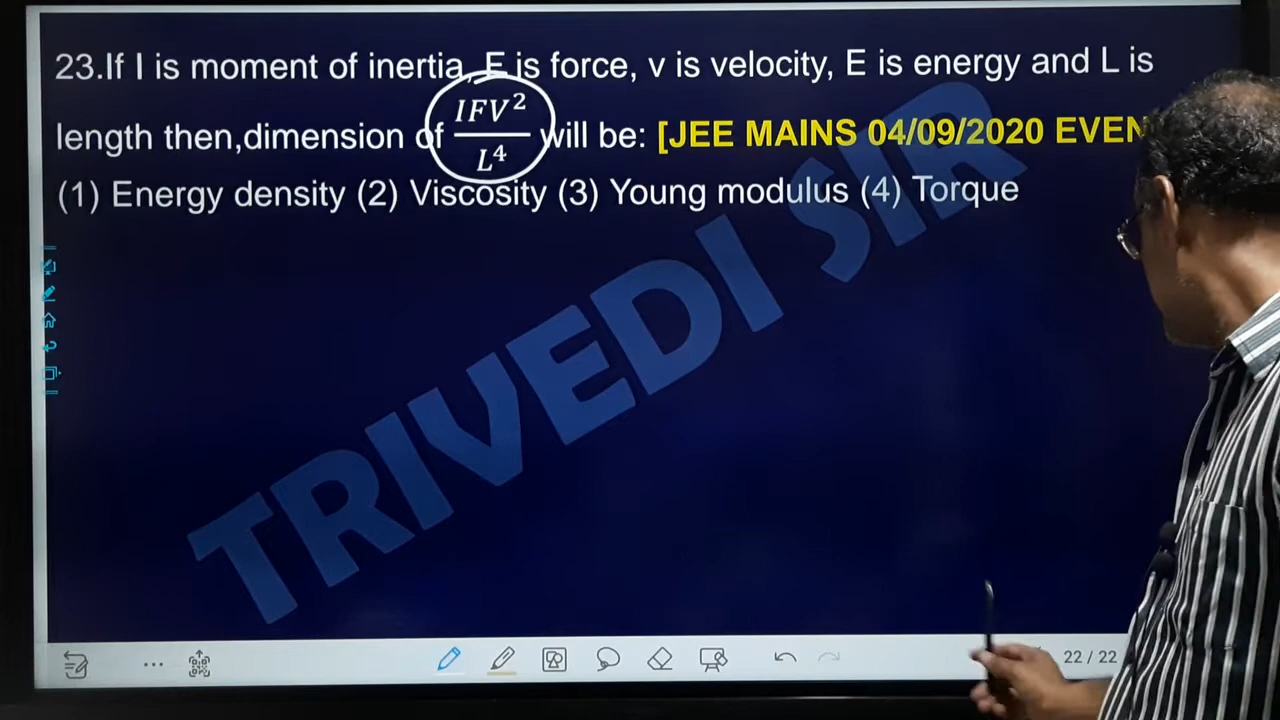 23.If I is moment of inertia, F is force, v is velocity, E is energy and L is
length then,dimension of IFV²/L⁴ will be: [JEE MAINS 04/09/2020 EVEN
(1) Energy density (2) Viscosity (3) Young modulus (4) Torque
TRIVEDI SIR
22 / 22